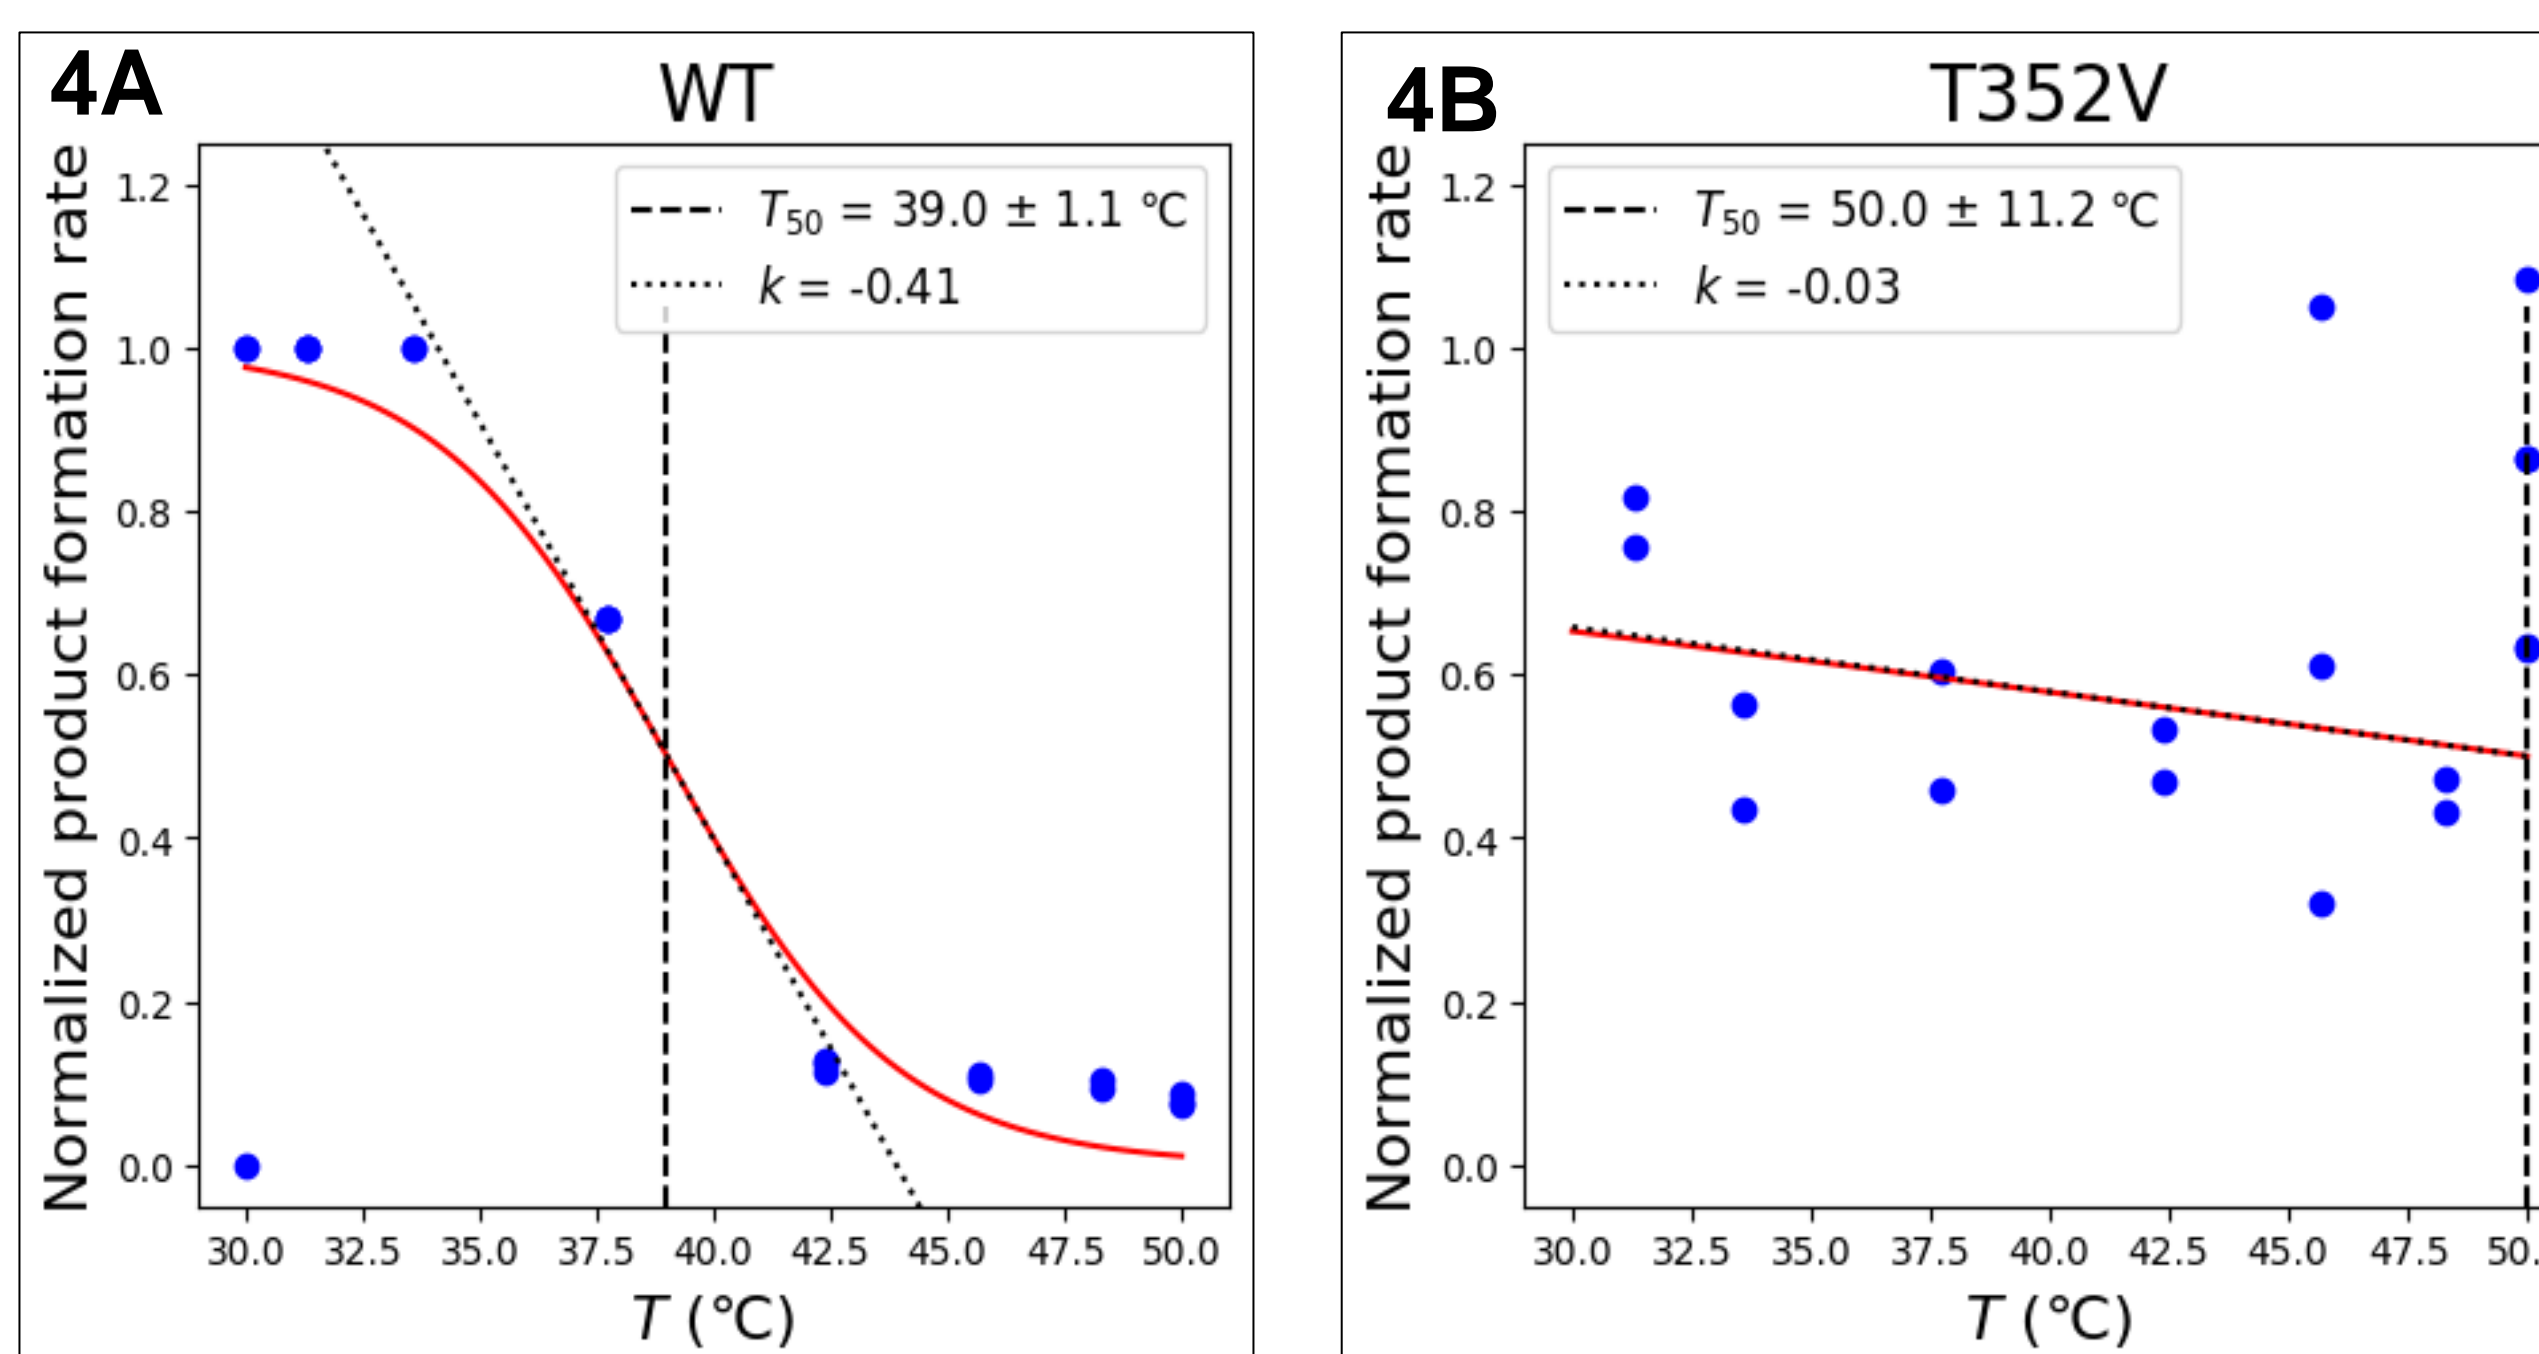 4A
WT
Normalized product formation rate
T50 = 39.0 ± 1.1 °C
k = -0.41
1.2
1.0
0.8
0.6
0.4
0.2
0.0
30.0 32.5 35.0 37.5 40.0 42.5 45.0 47.5 50.0
T (°C)
4B
T352V
Normalized product formation rate
T50 = 50.0 ± 11.2 °C
k = -0.03
1.2
1.0
0.8
0.6
0.4
0.2
0.0
30.0 32.5 35.0 37.5 40.0 42.5 45.0 47.5 50.
T (°C)